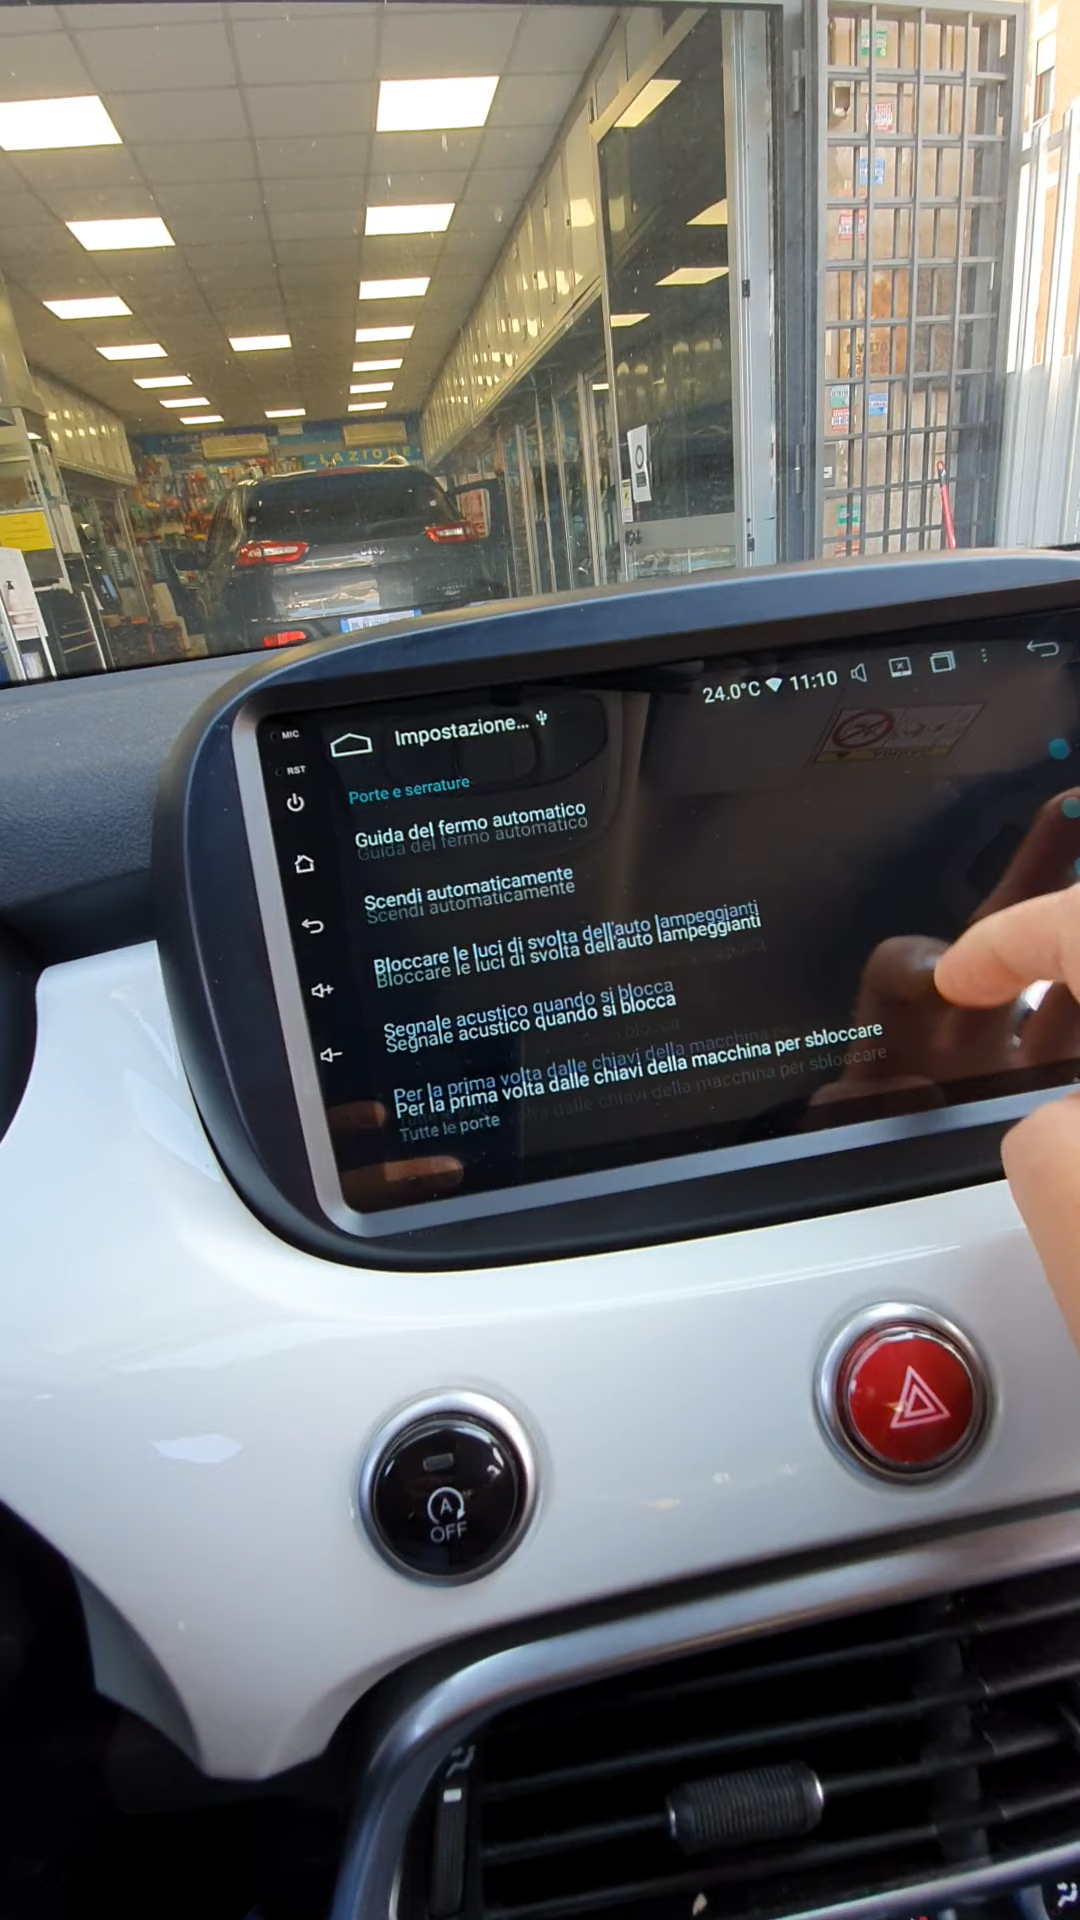 LAZIONE
MIC
RST
Impostazione...
24.0°C 11:10
Porte e serrature
Guida del fermo automatico
Scendi automaticamente
Bloccare le luci di svolta dell'auto lampeggianti
Segnale acustico quando si blocca
Per la prima volta dalle chiavi della macchina per sbloccare
Tutte le porte
A
OFF